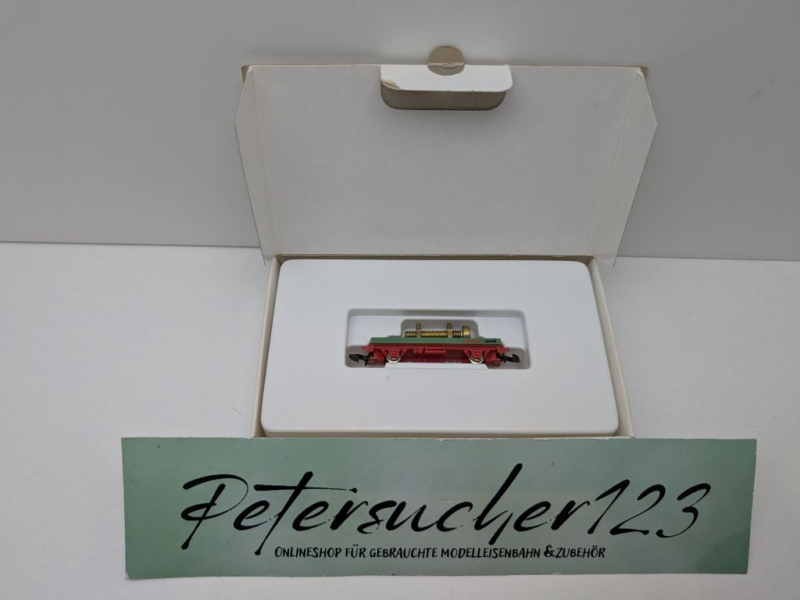 Petersucher123
ONLINESHOP FÜR GEBRAUCHTE MODELLEISENBAHN & ZUBEHÖR